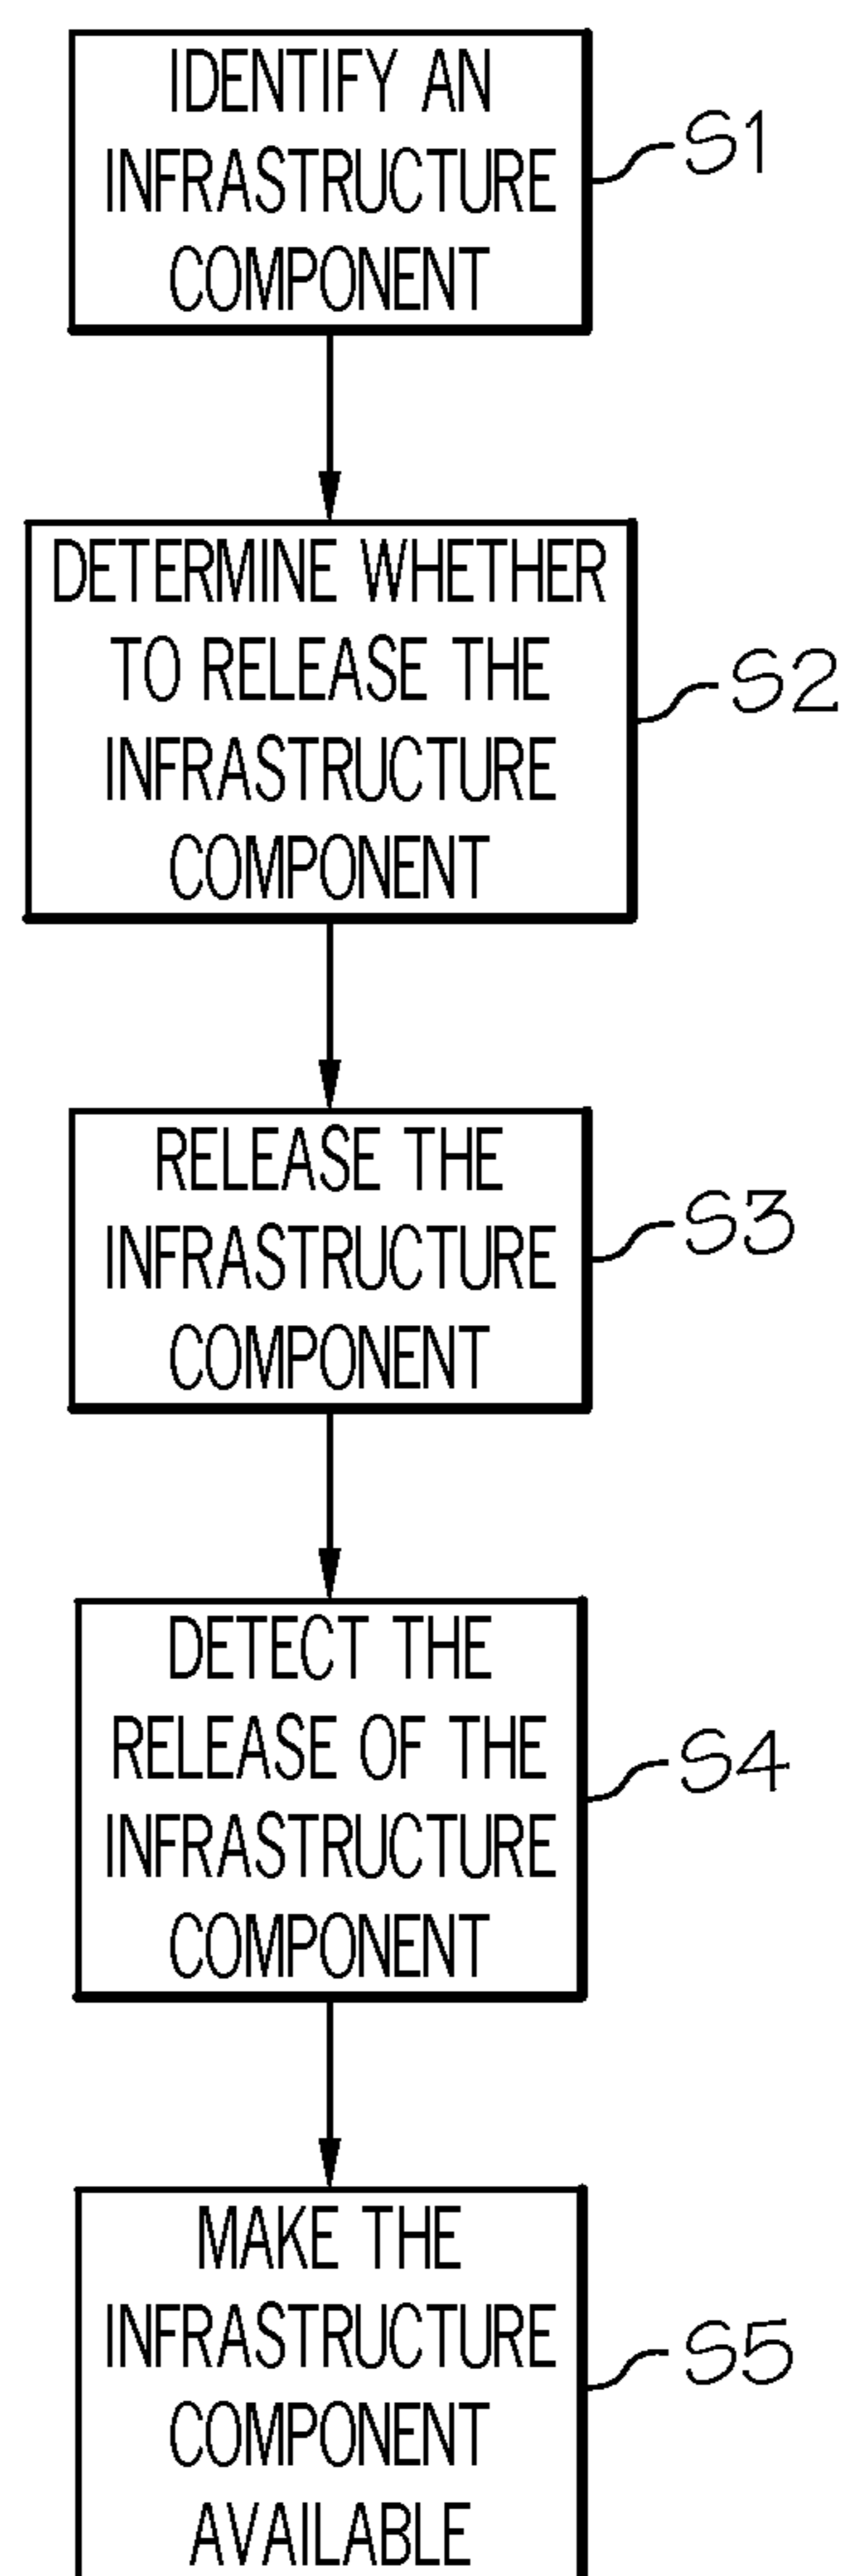 IDENTIFY AN
INFRASTRUCTURE
COMPONENT
S1
DETERMINE WHETHER
TO RELEASE THE
INFRASTRUCTURE
COMPONENT
S2
RELEASE THE
INFRASTRUCTURE
COMPONENT
S3
DETECT THE
RELEASE OF THE
INFRASTRUCTURE
COMPONENT
S4
MAKE THE
INFRASTRUCTURE
COMPONENT
AVAILABLE
S5